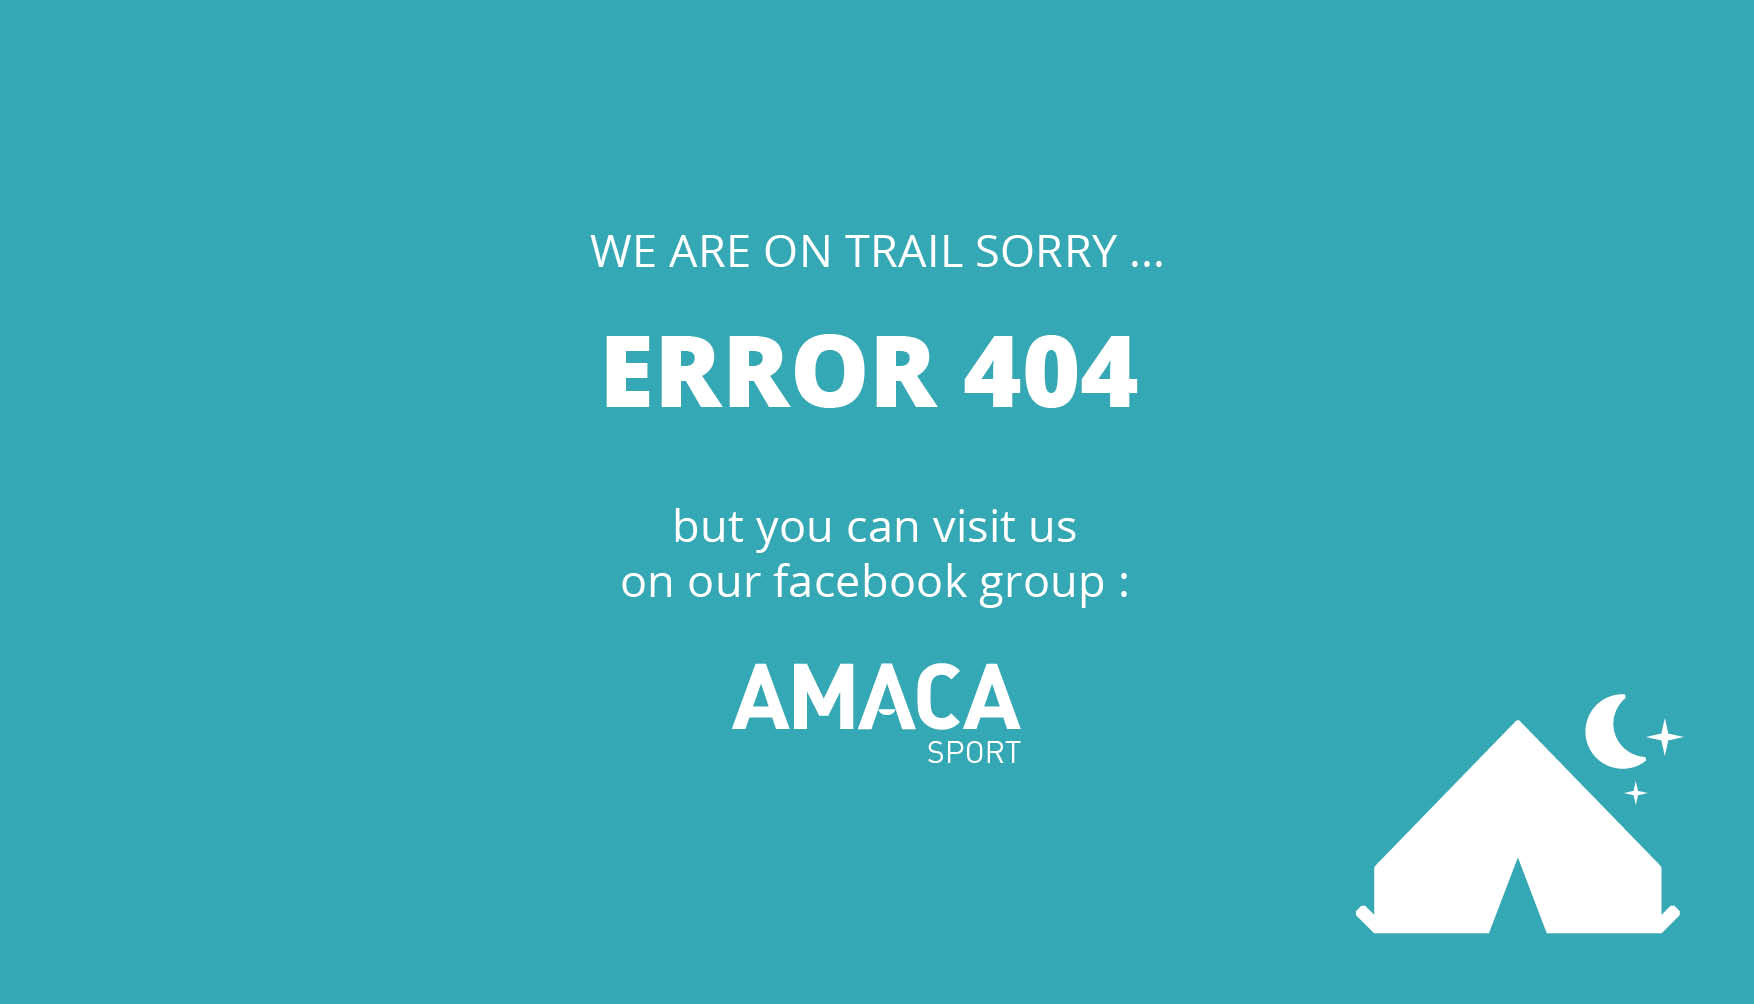 WE ARE ON TRAIL SORRY ...
ERROR 404
but you can visit us
on our facebook group :
AMACA
SPORT